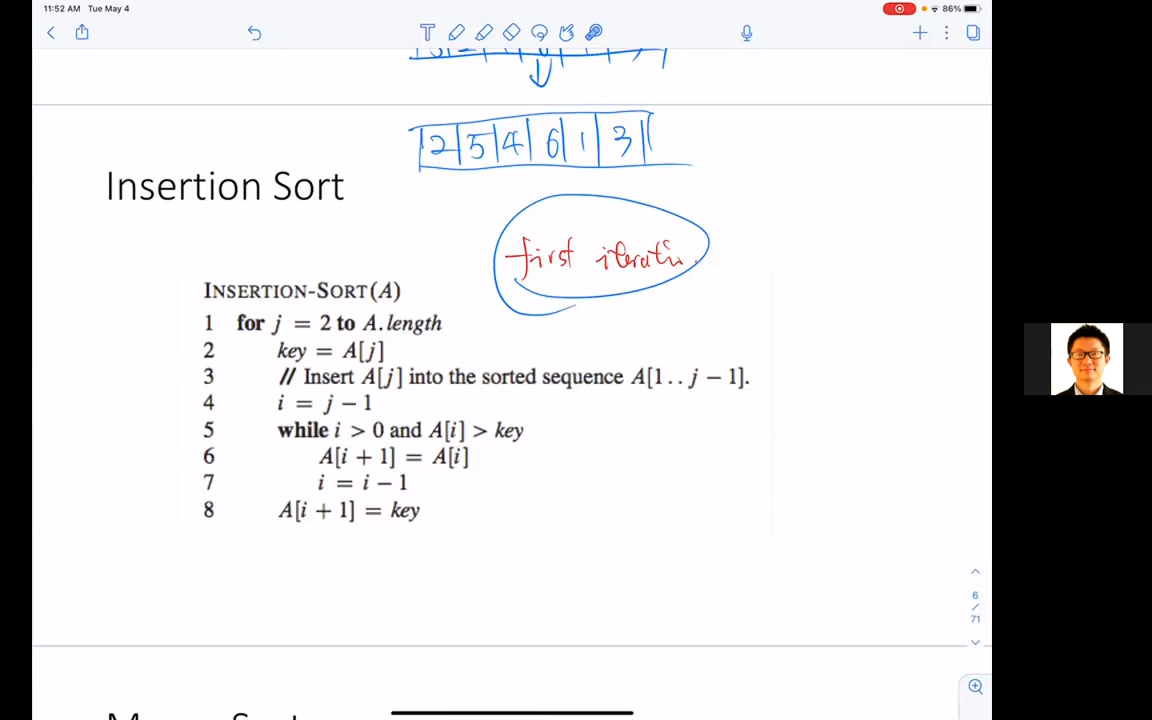 11:52 AM Tue May 4
86%
2 5 4 6 1 3
Insertion Sort
first iteratin
INSERTION-SORT(A)
1 for j = 2 to A.length
2 key = A[j]
3 // Insert A[j] into the sorted sequence A[1 . . j − 1].
4 i = j − 1
5 while i > 0 and A[i] > key
6 A[i + 1] = A[i]
7 i = i − 1
8 A[i + 1] = key
6
/
71